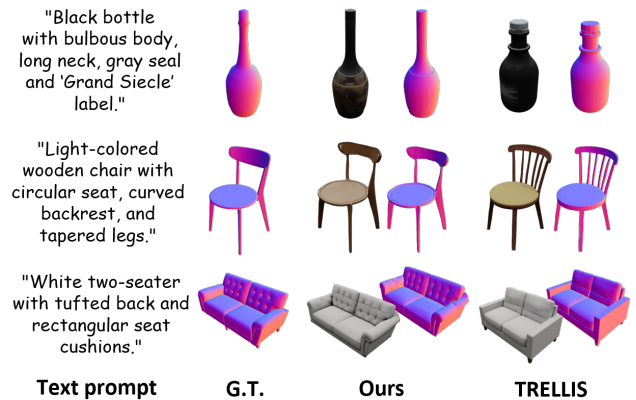 "Black bottle
with bulbous body,
long neck, gray seal
and ‘Grand Siecle’
label."
"Light-colored
wooden chair with
circular seat, curved
backrest, and
tapered legs."
"White two-seater
with tufted back and
rectangular seat
cushions."
Text prompt G.T. Ours TRELLIS